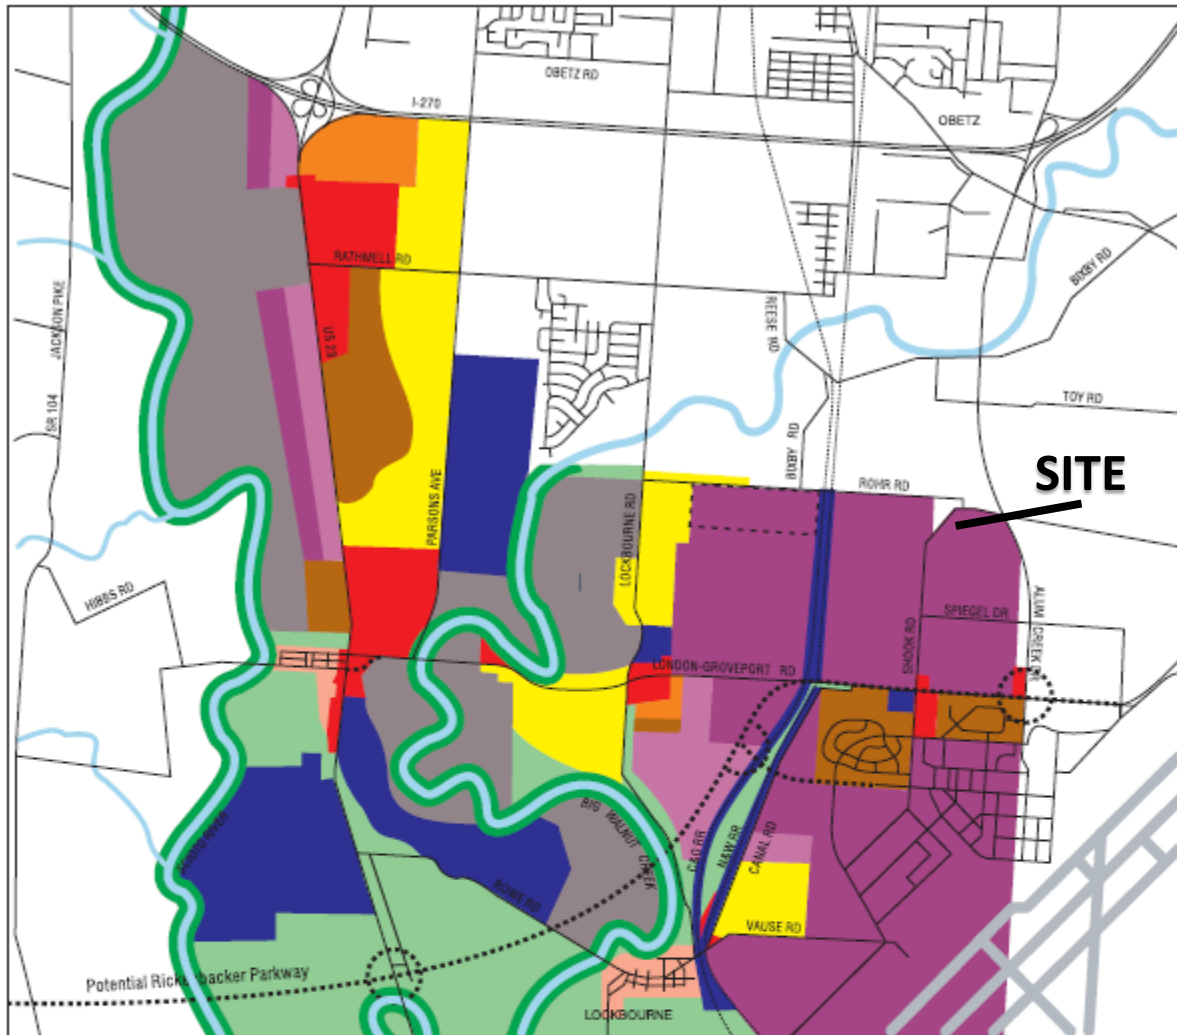 OBETZ RD
I-270
OBETZ
RATHMELL RD
BIXBY RD
JACKSON PIKE
US 23
REESE RD
SR 104
TOY RD
BIXBY RD
PARSONS AVE
SITE
ROHR RD
LOCKBOURNE RD
HIBBS RD
ALUM CREEK DR
SPIEGEL DR
SHOOK RD
LONDON-GROVEPORT RD
BIG WALNUT CREEK
SCIOTO RIVER
C&O RR
N&W RR
CANAL RD
ROWE RD
VAUSE RD
Potential Rickenbacker Parkway
LOCKBOURNE